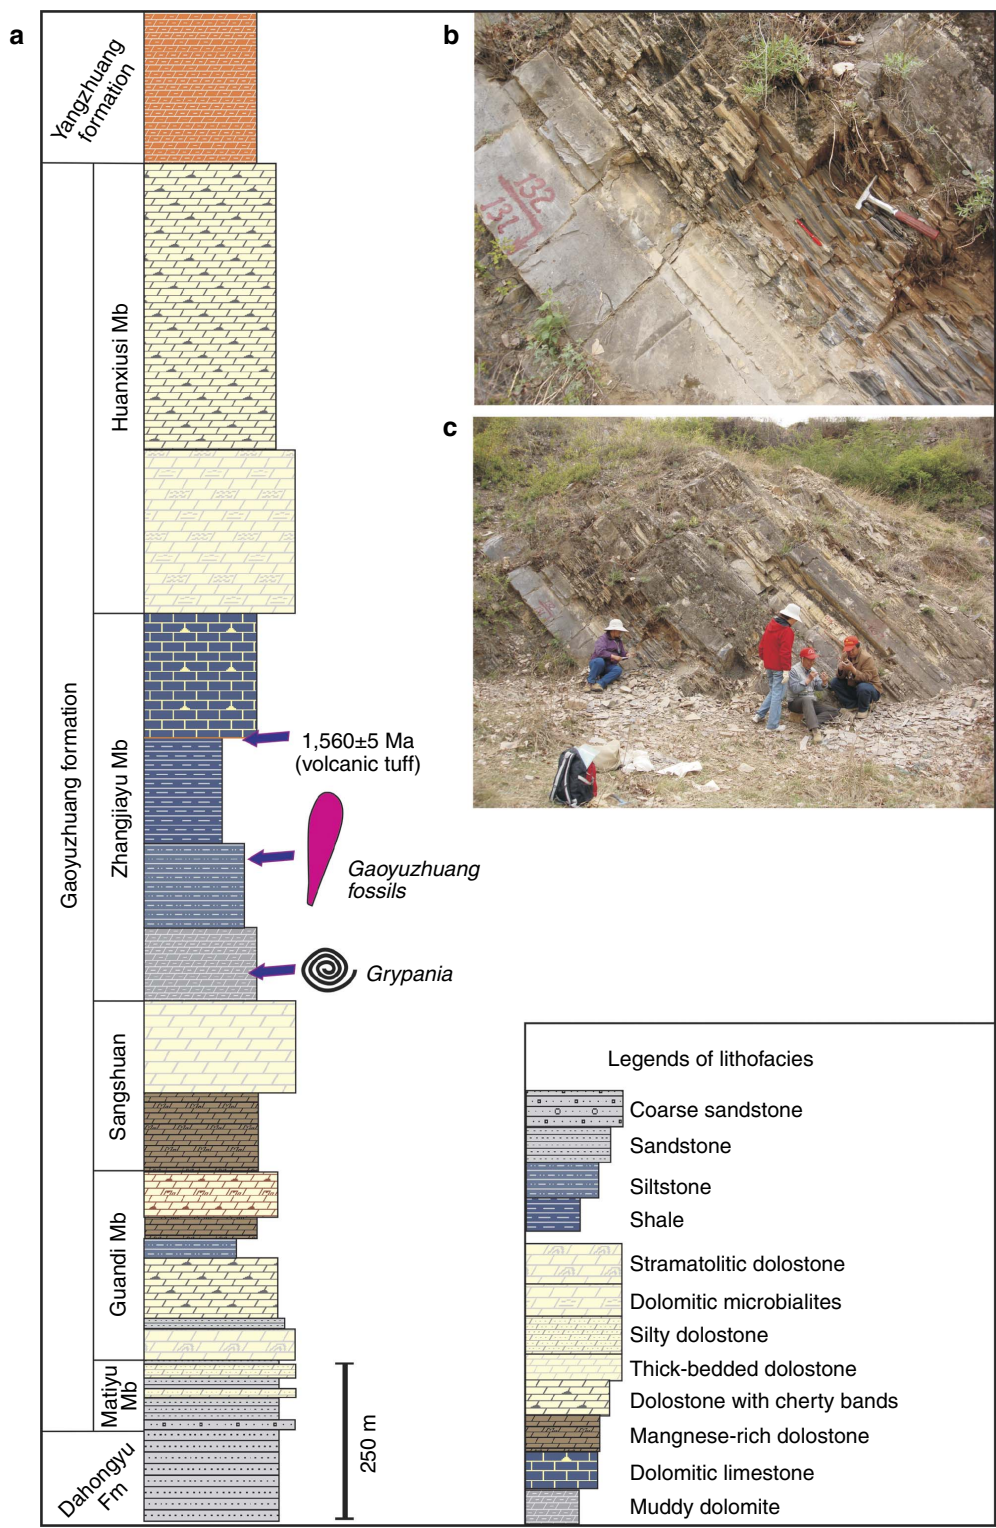 a
Yangzhuang
formation
Gaoyuzhuang formation
Huanxiusi Mb
Zhangjiayu Mb
1,560±5 Ma
(volcanic tuff)
Gaoyuzhuang
fossils
Grypania
Sangshuan
Guandi Mb
Matiyu
Mb
Dahongyu
Fm
250 m
b
132
131
c
Legends of lithofacies
Coarse sandstone
Sandstone
Siltstone
Shale
Stramatolitic dolostone
Dolomitic microbialites
Silty dolostone
Thick-bedded dolostone
Dolostone with cherty bands
Mangnese-rich dolostone
Dolomitic limestone
Muddy dolomite